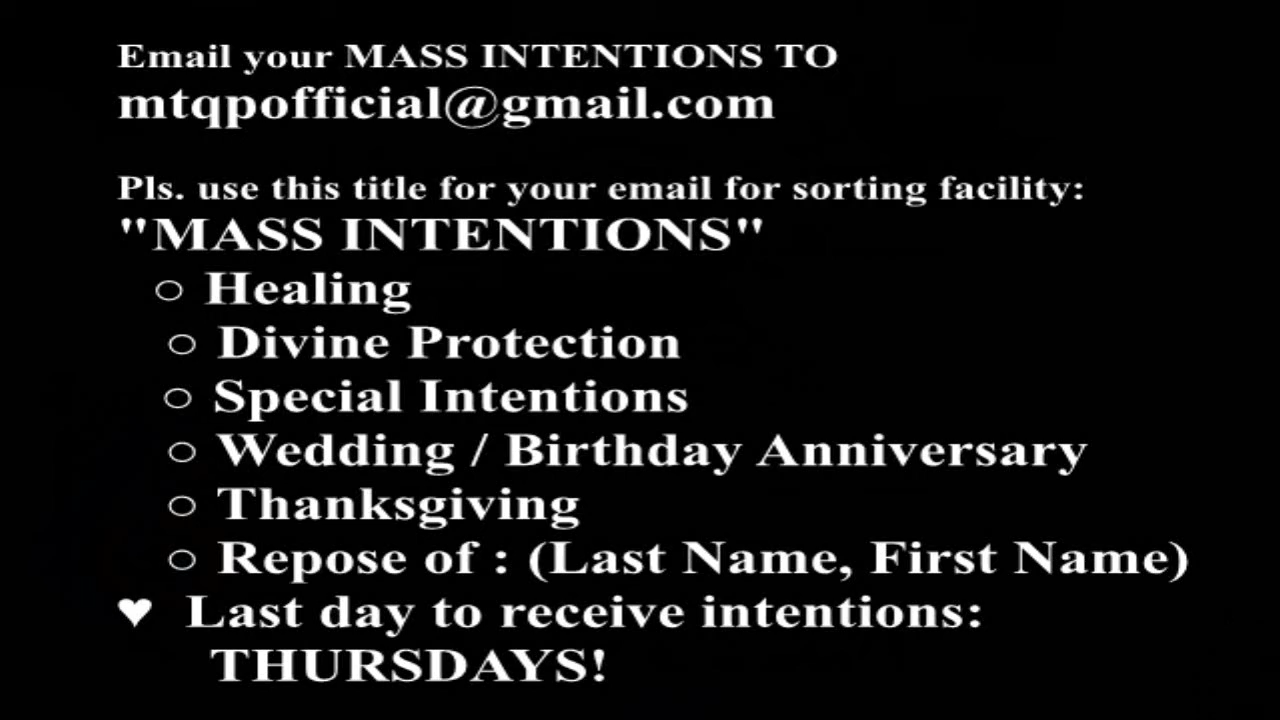 Email your MASS INTENTIONS TO
mtqpofficial@gmail.com
Pls. use this title for your email for sorting facility:
"MASS INTENTIONS"
○ Healing
○ Divine Protection
○ Special Intentions
○ Wedding / Birthday Anniversary
○ Thanksgiving
○ Repose of : (Last Name, First Name)
♥ Last day to receive intentions:
THURSDAYS!